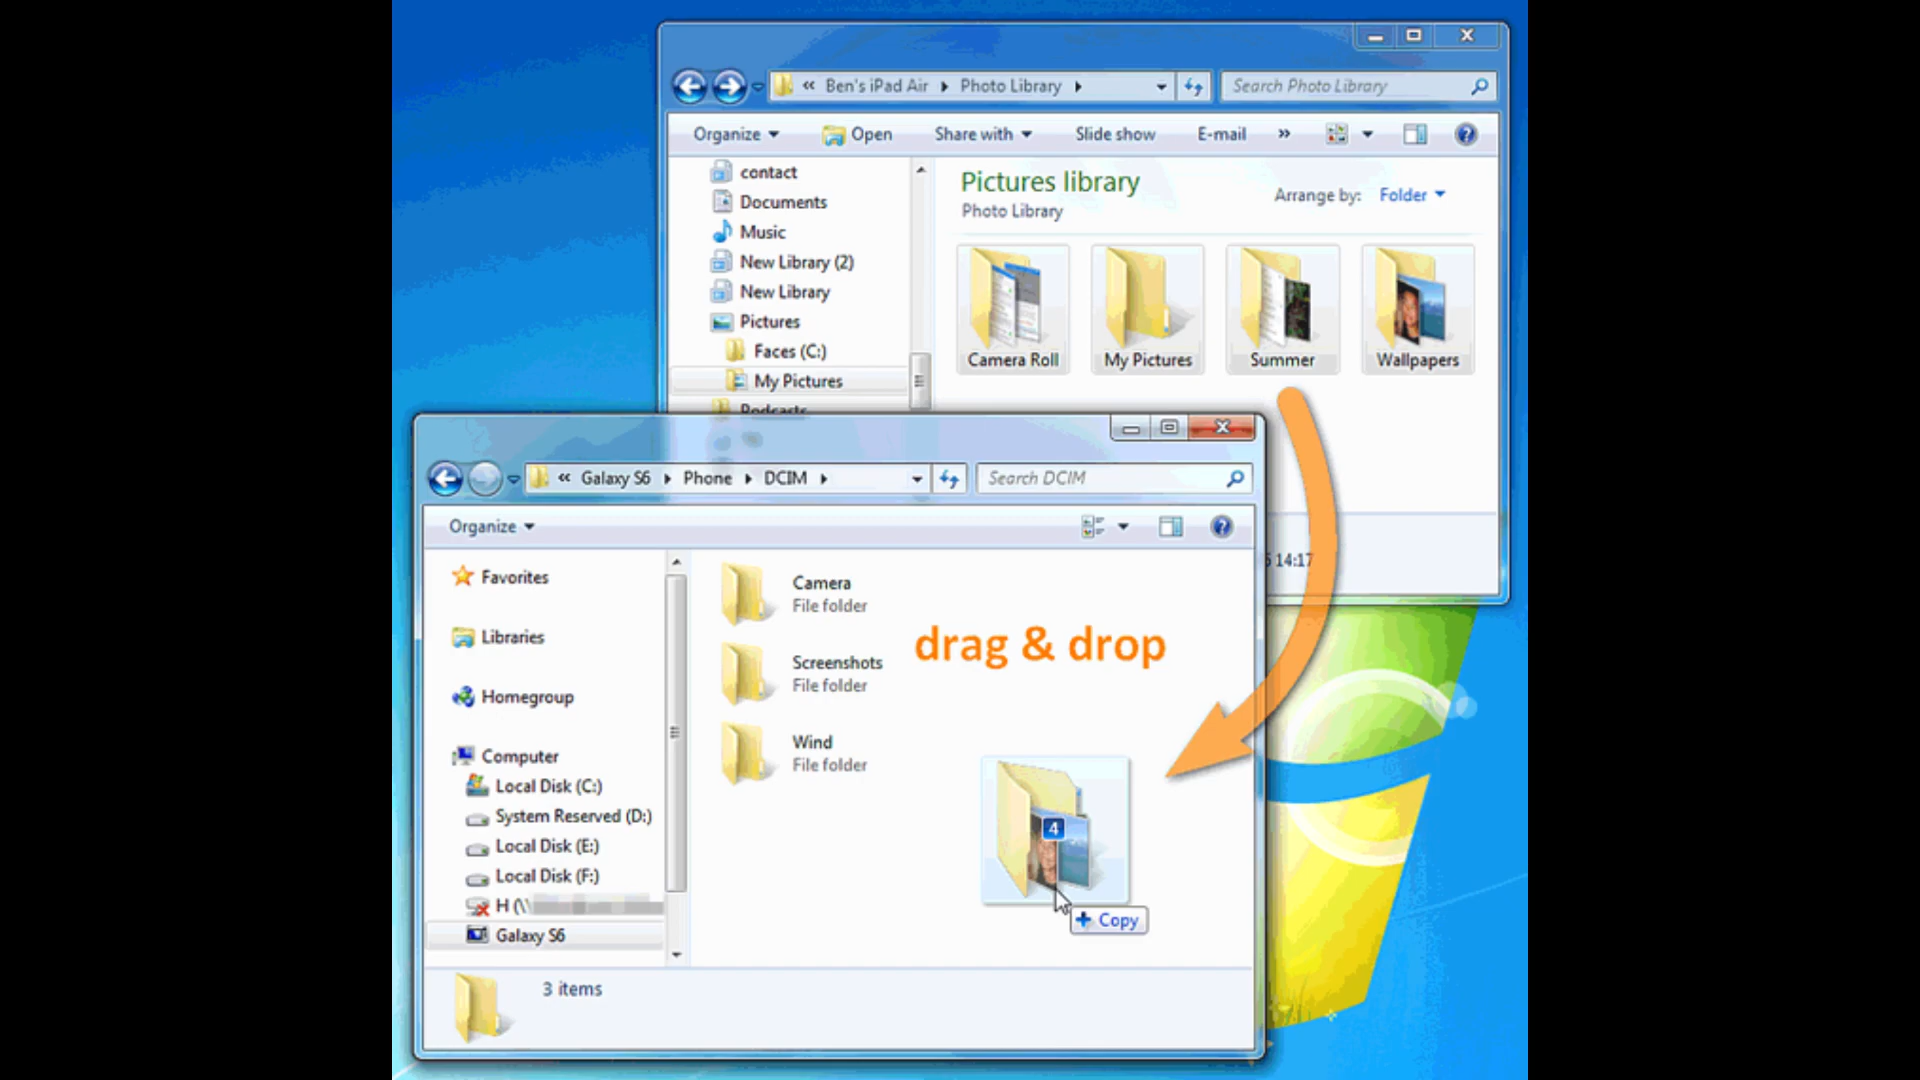 « Ben's iPad Air ▸ Photo Library ▸
Search Photo Library
Organize Open Share with Slide show E-mail »
contact
Documents
Music
New Library (2)
New Library
Pictures
Faces (C:)
My Pictures
Podcasts
Pictures library
Photo Library
Arrange by: Folder
Camera Roll
My Pictures
Summer
Wallpapers
14:17
« Galaxy S6 ▸ Phone ▸ DCIM ▸
Search DCIM
Organize
Favorites
Libraries
Homegroup
Computer
Local Disk (C:)
System Reserved (D:)
Local Disk (E:)
Local Disk (F:)
H (\\
Galaxy S6
Camera
File folder
Screenshots
File folder
Wind
File folder
drag & drop
4
+ Copy
3 items